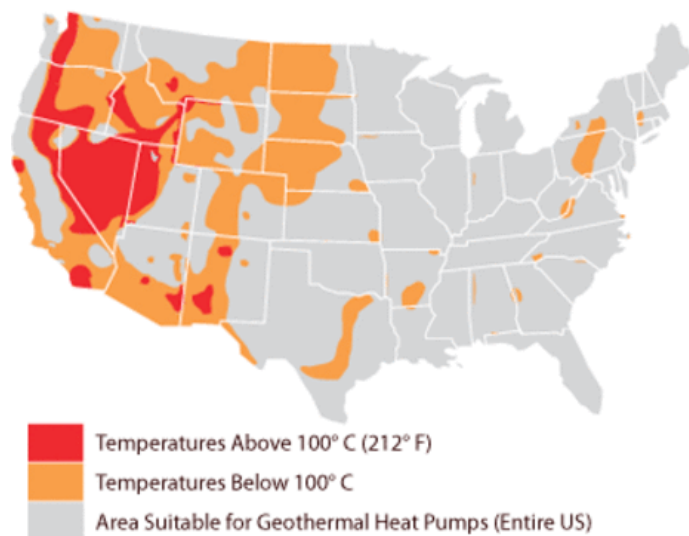 Temperatures Above 100° C (212° F)
Temperatures Below 100° C
Area Suitable for Geothermal Heat Pumps (Entire US)